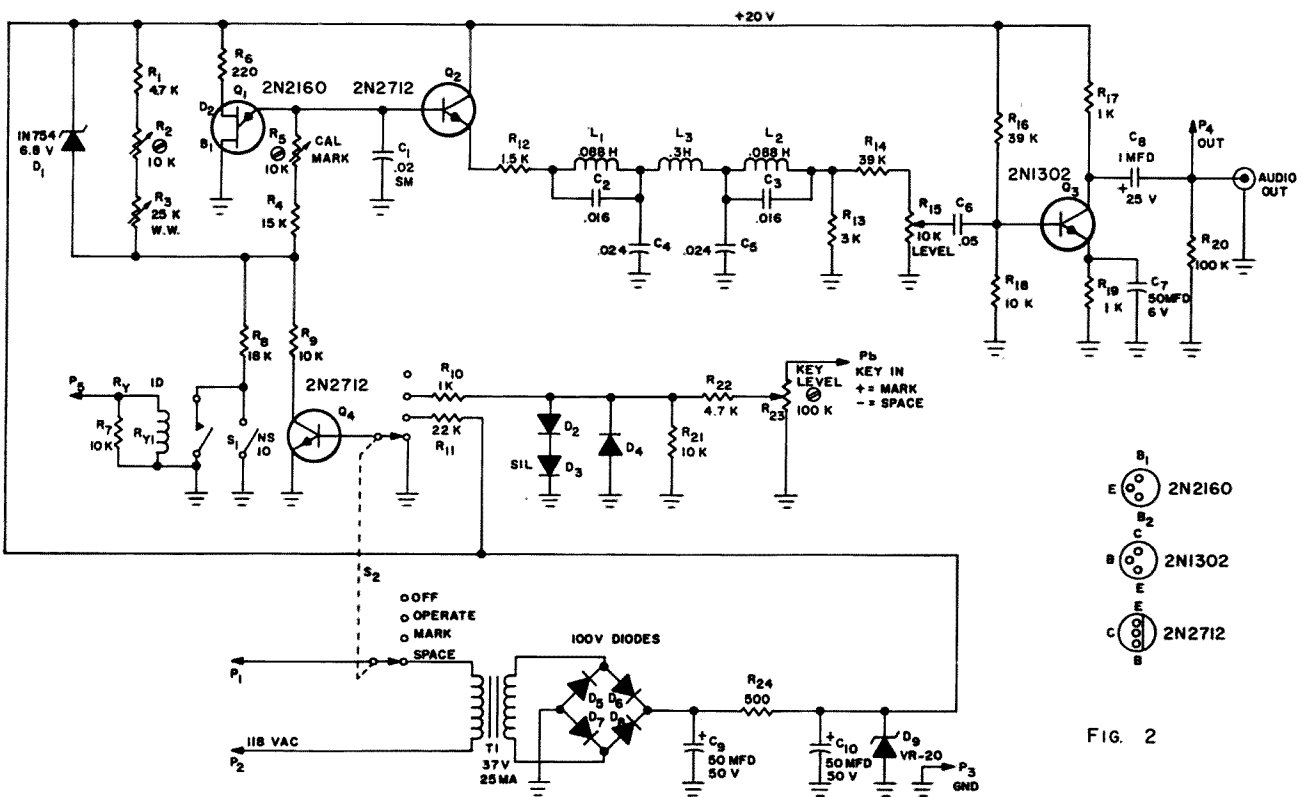 +20 V
R6
220
Q1
2N2160
D2
B1
R1
4.7 K
R2
10 K
R3
25 K
W.W.
IN754
6.8 V
D1
R5
10K
CAL
MARK
R4
15 K
C1
.02
SM
2N2712
Q2
R12
1.5 K
L1
.088 H
C2
.016
L3
.3H
L2
.088 H
C3
.016
.024
C4
.024
C5
R14
39 K
R13
3 K
R15
10 K
LEVEL
C6
.05
R16
39 K
R17
1 K
2N1302
Q3
C8
1 MFD
+ 25 V
P4
OUT
AUDIO
OUT
R20
100 K
R18
10 K
R19
1 K
C7
50MFD
6 V
R8
18 K
R9
10 K
P5
RY
1D
R7
10 K
RY1
S1
NS
10
2N2712
Q4
R10
1K
22 K
R11
SIL
D2
D3
D4
R21
10 K
R22
4.7 K
KEY
LEVEL
100 K
R23
Pb
KEY IN
+ = MARK
- = SPACE
S2
OFF
OPERATE
MARK
SPACE
P1
118 VAC
P2
T1
37V
25MA
100V DIODES
D5
D6
D7
D8
R24
500
+
C9
50 MFD
50 V
+
C10
50 MFD
50 V
D9
VR-20
P3
GND
B1
E
2N2160
B2
C
B
2N1302
E
E
C
2N2712
B
FIG. 2